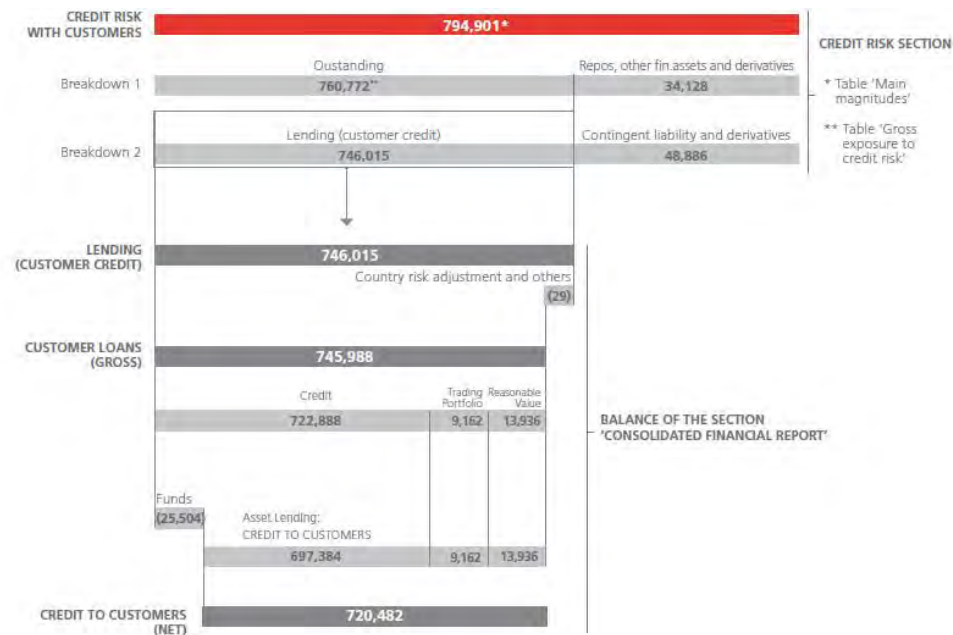 CREDIT RISK
WITH CUSTOMERS
794,901*
CREDIT RISK SECTION
* Table 'Main
magnitudes'
** Table 'Gross
exposure to
credit risk'
Breakdown 1
Oustanding
Repos, other fin.assets and derivatives
760,772**
34,128
Breakdown 2
Lending (customer credit)
Contingent liability and derivatives
746,015
48,886
LENDING
(CUSTOMER CREDIT)
746,015
Country risk adjustment and others
(29)
CUSTOMER LOANS
(GROSS)
745,988
Credit
Trading
Portfolio
Reasonable
Value
722,888
9,162
13,936
BALANCE OF THE SECTION
'CONSOLIDATED FINANCIAL REPORT'
Funds
(25,504)
Asset Lending:
CREDIT TO CUSTOMERS
697,384
9,162
13,936
CREDIT TO CUSTOMERS
(NET)
720,482